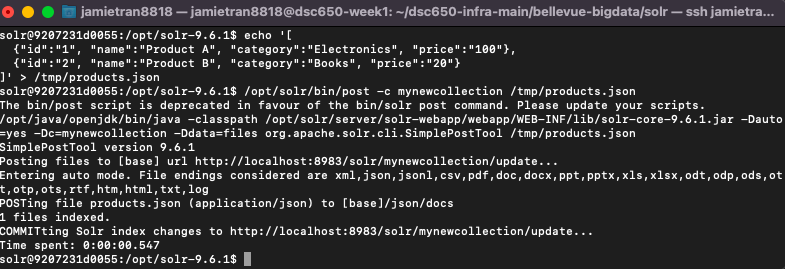 jamietran8818 — jamietran8818@dsc650-week1: ~/dsc650-infra-main/bellevue-bigdata/solr — ssh jamietra...
solr@9207231d0055:/opt/solr-9.6.1$ echo '[
  {"id":"1", "name":"Product A", "category":"Electronics", "price":"100"},
  {"id":"2", "name":"Product B", "category":"Books", "price":"20"}
]' > /tmp/products.json
solr@9207231d0055:/opt/solr-9.6.1$ /opt/solr/bin/post -c mynewcollection /tmp/products.json
The bin/post script is deprecated in favour of the bin/solr post command. Please update your scripts.
/opt/java/openjdk/bin/java -classpath /opt/solr/server/solr-webapp/webapp/WEB-INF/lib/solr-core-9.6.1.jar -Dauto
=yes -Dc=mynewcollection -Ddata=files org.apache.solr.cli.SimplePostTool /tmp/products.json
SimplePostTool version 9.6.1
Posting files to [base] url http://localhost:8983/solr/mynewcollection/update...
Entering auto mode. File endings considered are xml,json,jsonl,csv,pdf,doc,docx,ppt,pptx,xls,xlsx,odt,odp,ods,ot
t,otp,ots,rtf,htm,html,txt,log
POSTing file products.json (application/json) to [base]/json/docs
1 files indexed.
COMMITting Solr index changes to http://localhost:8983/solr/mynewcollection/update...
Time spent: 0:00:00.547
solr@9207231d0055:/opt/solr-9.6.1$